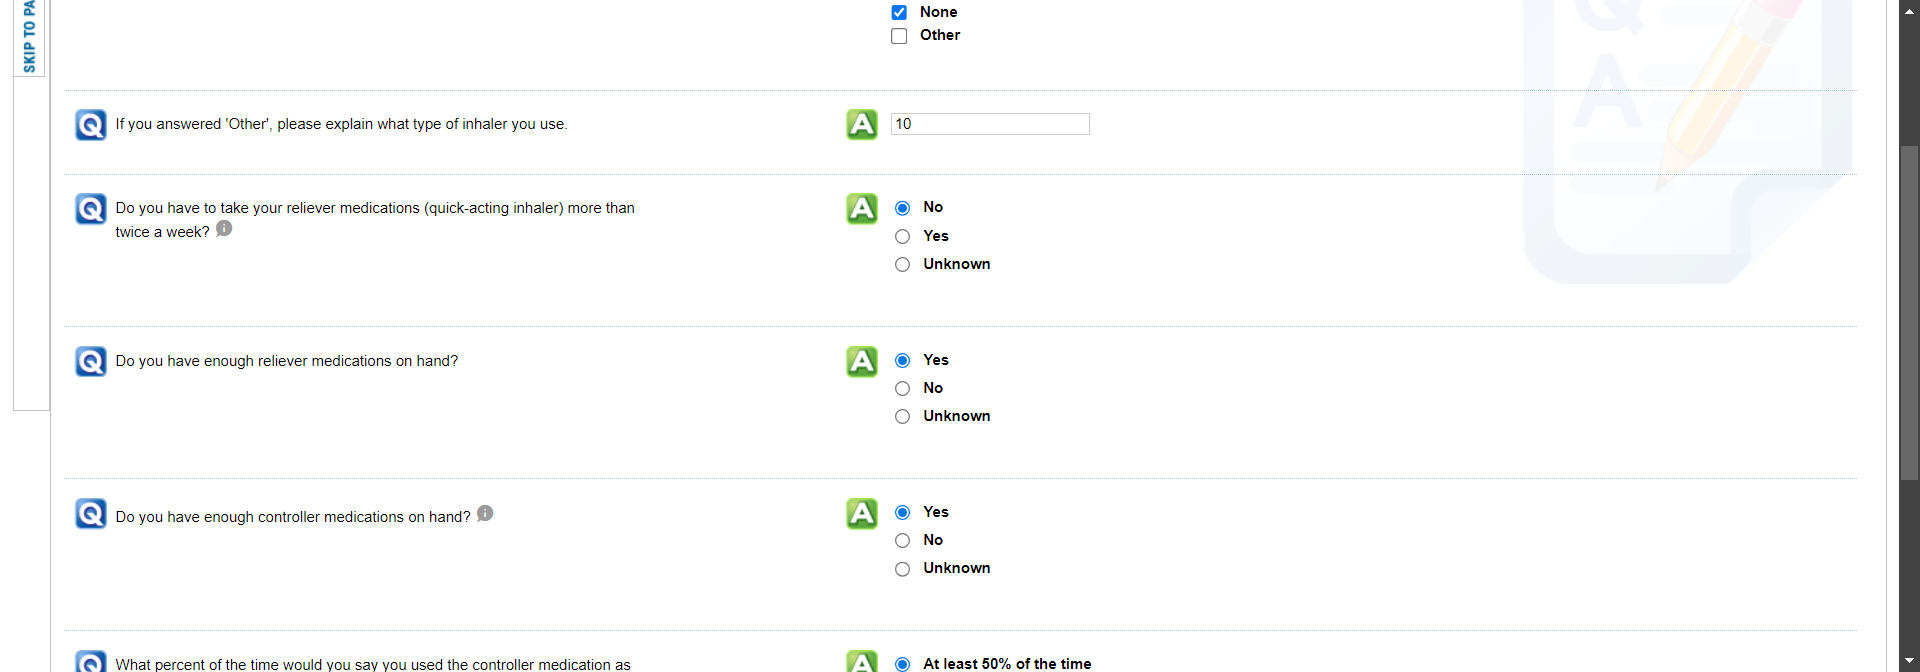 SKIP TO PA
None
Other
Q If you answered 'Other', please explain what type of inhaler you use.
A 10
Q Do you have to take your reliever medications (quick-acting inhaler) more than
twice a week? i
A No
Yes
Unknown
Q Do you have enough reliever medications on hand?
A Yes
No
Unknown
Q Do you have enough controller medications on hand? i
A Yes
No
Unknown
Q What percent of the time would you say you used the controller medication as
A At least 50% of the time
Q
A